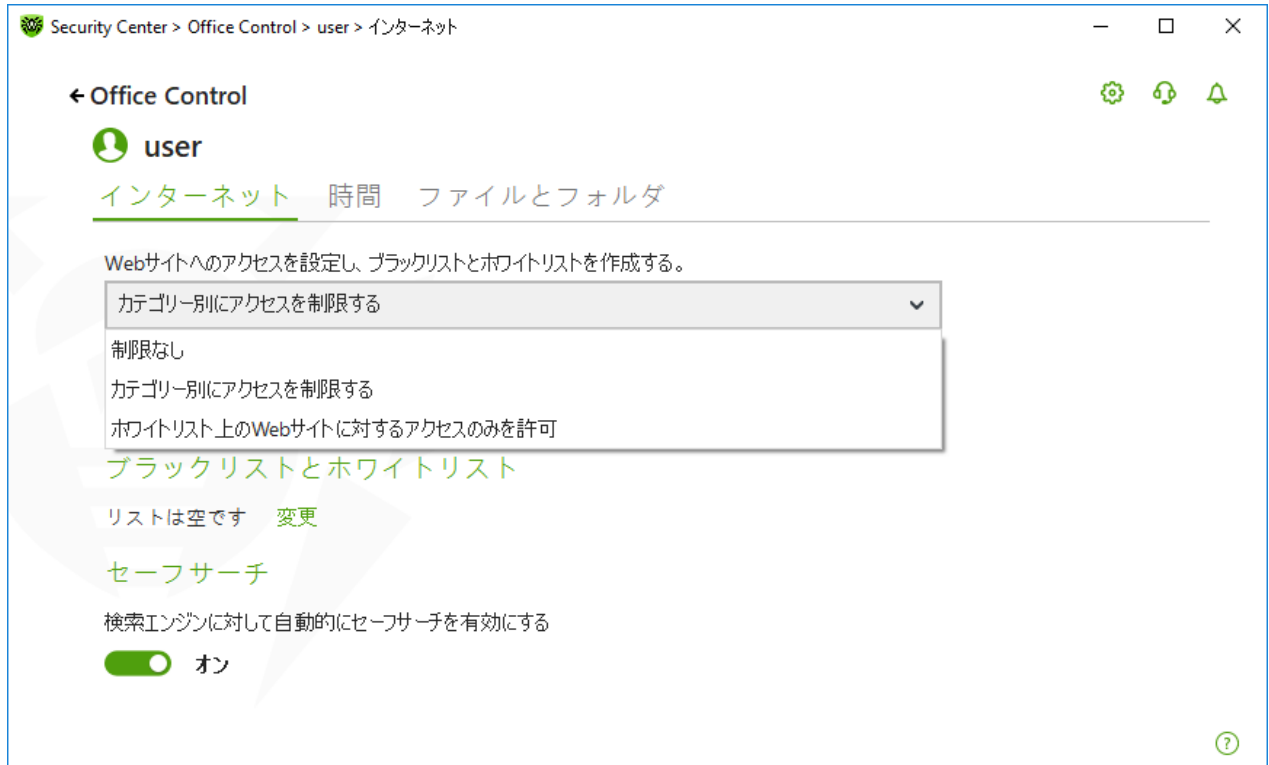 Security Center > Office Control > user > インターネット
Office Control
user
インターネット 時間 ファイルとフォルダ
Webサイトへのアクセスを設定し、ブラックリストとホワイトリストを作成する。
カテゴリー別にアクセスを制限する
制限なし
カテゴリー別にアクセスを制限する
ホワイトリスト上のWebサイトに対するアクセスのみを許可
ブラックリストとホワイトリスト
リストは空です 変更
セーフサーチ
検索エンジンに対して自動的にセーフサーチを有効にする
オン